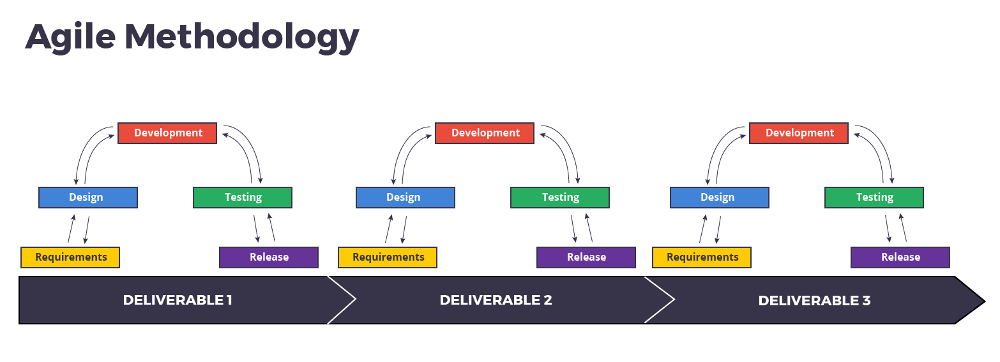 Agile Methodology
Development
Design
Testing
Requirements
Release
DELIVERABLE 1
Development
Design
Testing
Requirements
Release
DELIVERABLE 2
Development
Design
Testing
Requirements
Release
DELIVERABLE 3